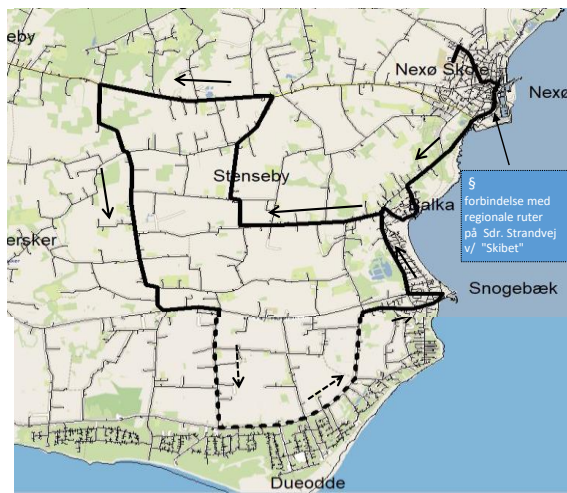 eby
Nexø Skole
Nexø
Stenseby
Balka
§
forbindelse med
regionale ruter
på Sdr. Strandvej
v/ "Skibet"
ersker
Snogebæk
Dueodde